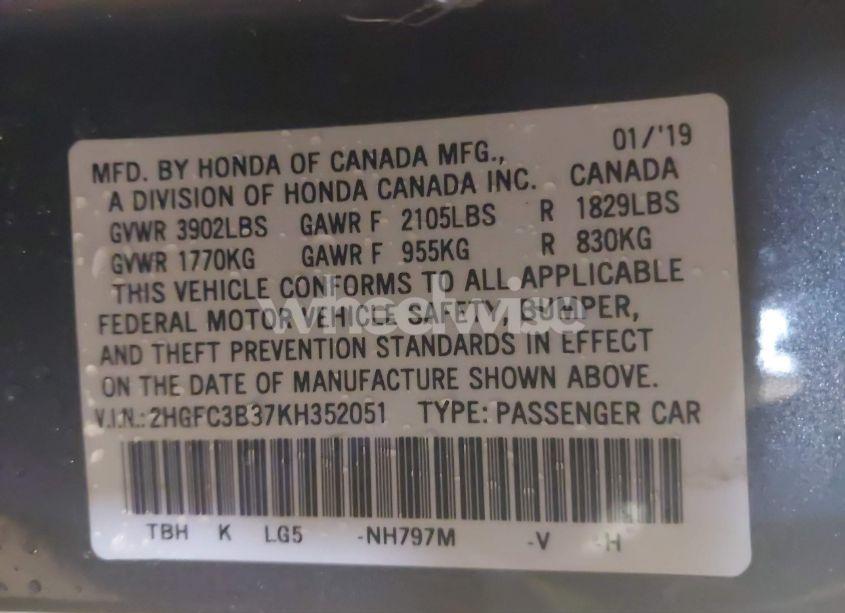 MFD. BY HONDA OF CANADA MFG., 01/'19
A DIVISION OF HONDA CANADA INC. CANADA
GVWR 3902LBS GAWR F 2105LBS R 1829LBS
GVWR 1770KG GAWR F 955KG R 830KG
THIS VEHICLE CONFORMS TO ALL APPLICABLE
FEDERAL MOTOR VEHICLE SAFETY, BUMPER,
wheelwise
AND THEFT PREVENTION STANDARDS IN EFFECT
ON THE DATE OF MANUFACTURE SHOWN ABOVE.
V.I.N.: 2HGFC3B37KH352051 TYPE: PASSENGER CAR
TBH K LG5 -NH797M -V -H